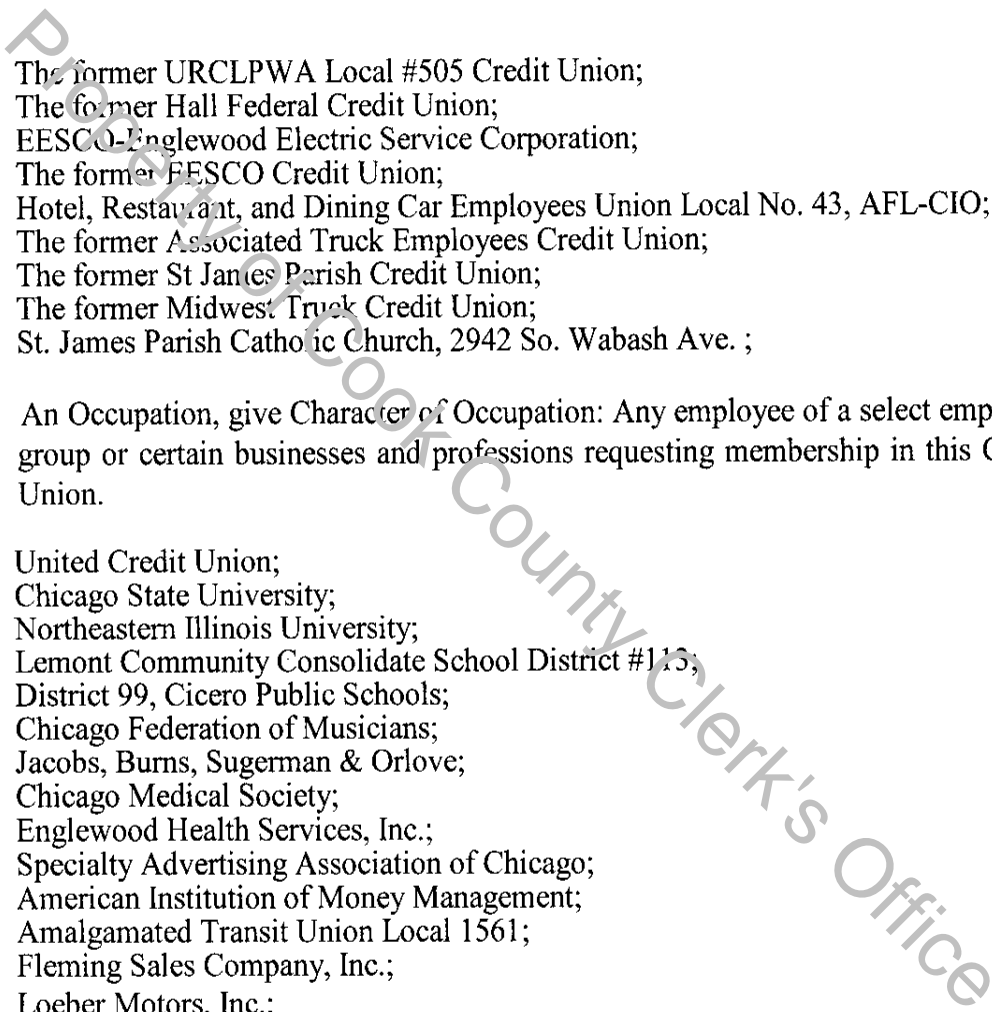 The former URCLPWA Local #505 Credit Union;
The former Hall Federal Credit Union;
EESCO-Englewood Electric Service Corporation;
The former EESCO Credit Union;
Hotel, Restaurant, and Dining Car Employees Union Local No. 43, AFL-CIO;
The former Associated Truck Employees Credit Union;
The former St James Parish Credit Union;
The former Midwest Truck Credit Union;
St. James Parish Catholic Church, 2942 So. Wabash Ave. ;
An Occupation, give Character of Occupation: Any employee of a select emp
group or certain businesses and professions requesting membership in this C
Union.
United Credit Union;
Chicago State University;
Northeastern Illinois University;
Lemont Community Consolidate School District #113;
District 99, Cicero Public Schools;
Chicago Federation of Musicians;
Jacobs, Burns, Sugerman & Orlove;
Chicago Medical Society;
Englewood Health Services, Inc.;
Specialty Advertising Association of Chicago;
American Institution of Money Management;
Amalgamated Transit Union Local 1561;
Fleming Sales Company, Inc.;
Loeber Motors, Inc.;
Property of Cook County Clerk's Office